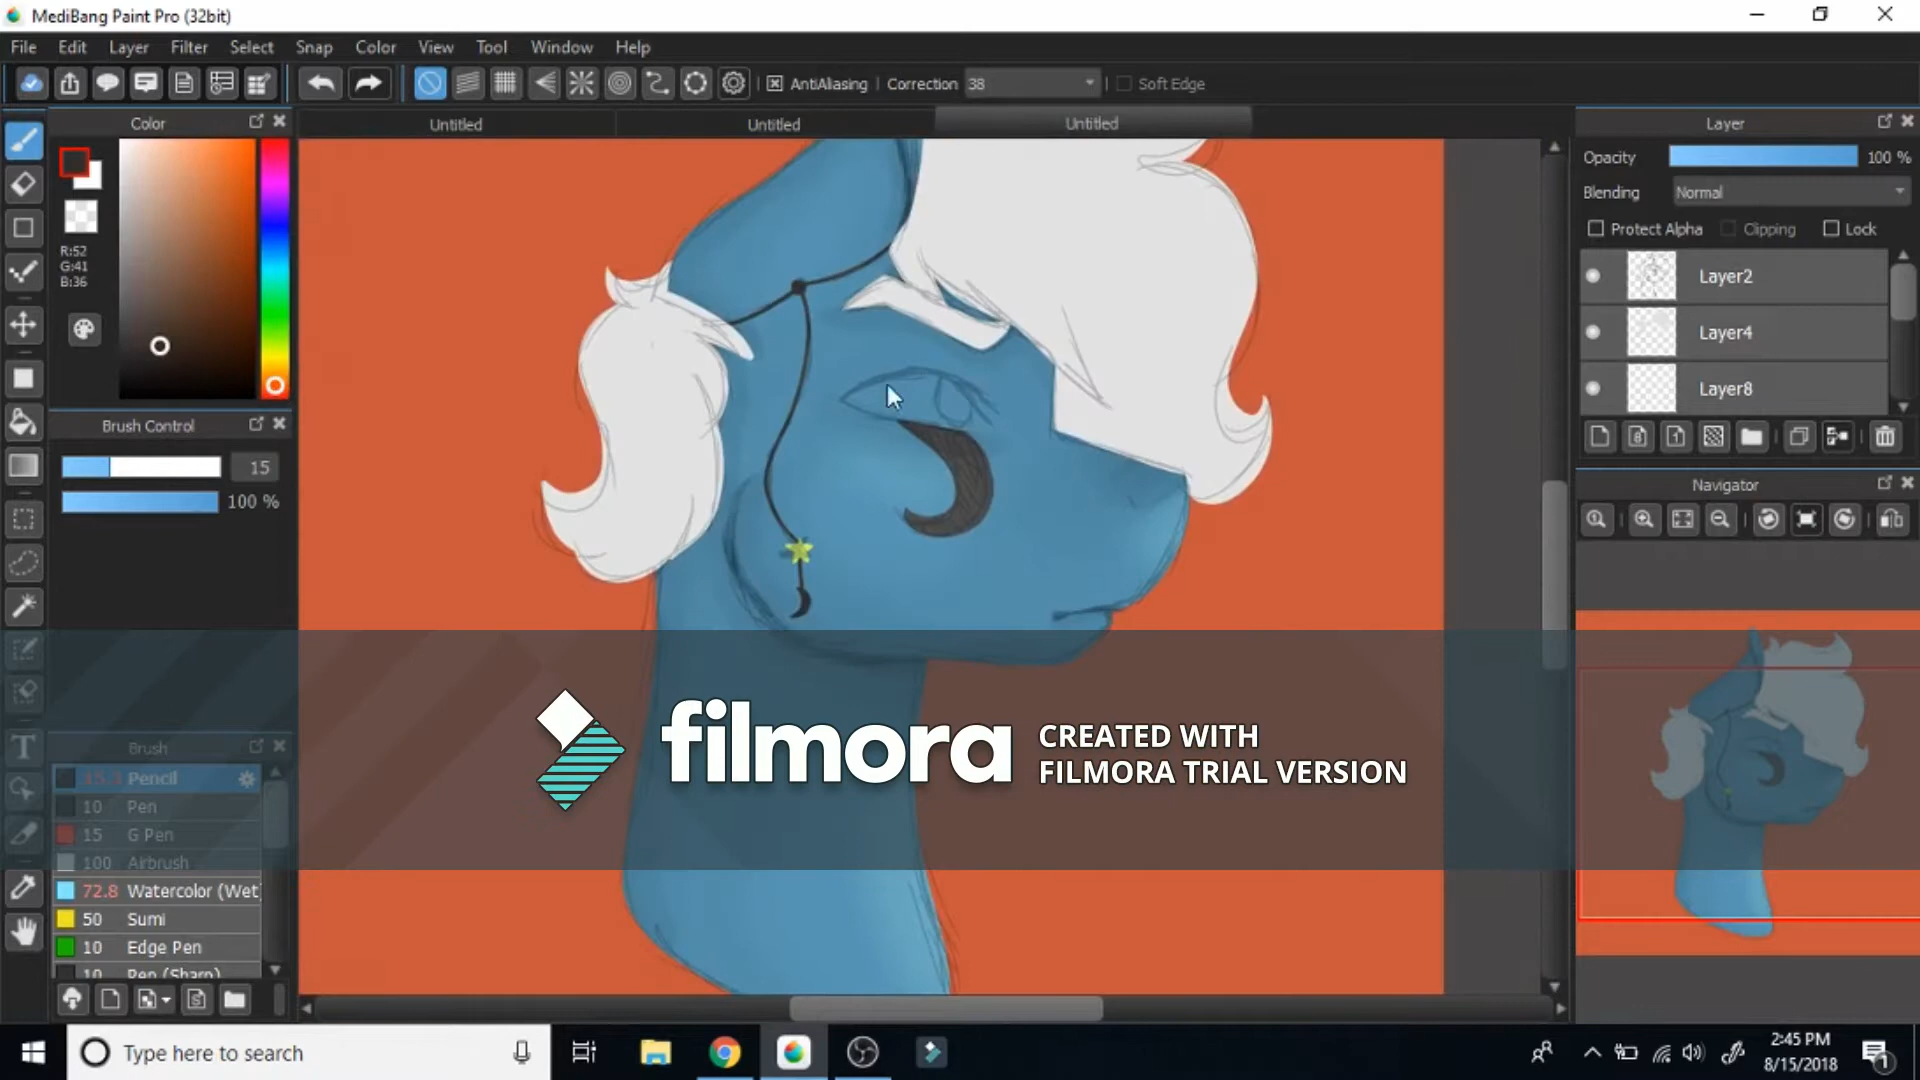 MediBang Paint Pro (32bit)
File Edit Layer Filter Select Snap Color View Tool Window Help
AntiAliasing Correction 38 Soft Edge
Color
Untitled Untitled Untitled
Layer
Opacity 100 %
Blending Normal
Protect Alpha Clipping Lock
R:52
G:41
B:36
Layer2
Layer4
Layer8
Brush Control
15
100 %
Navigator
Brush
Pencil
10 Pen
15 G Pen
100 Airbrush
72.8 Watercolor (Wet)
50 Sumi
10 Edge Pen
10 Pen (Sharp)
filmora
CREATED WITH
FILMORA TRIAL VERSION
Type here to search
2:45 PM
8/15/2018
1